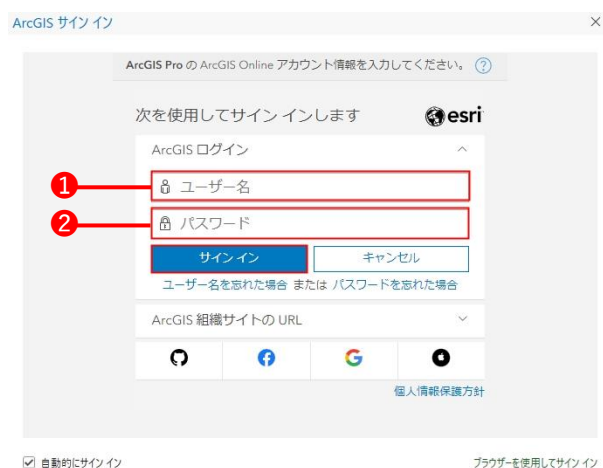 ArcGIS サイン イン
ArcGIS Pro の ArcGIS Online アカウント情報を入力してください。 ?
次を使用してサイン インします esri
ArcGIS ログイン
1 ユーザー名
2 パスワード
サイン イン キャンセル
ユーザー名を忘れた場合 または パスワードを忘れた場合
ArcGIS 組織サイトの URL
個人情報保護方針
自動的にサイン イン ブラウザーを使用してサイン イン